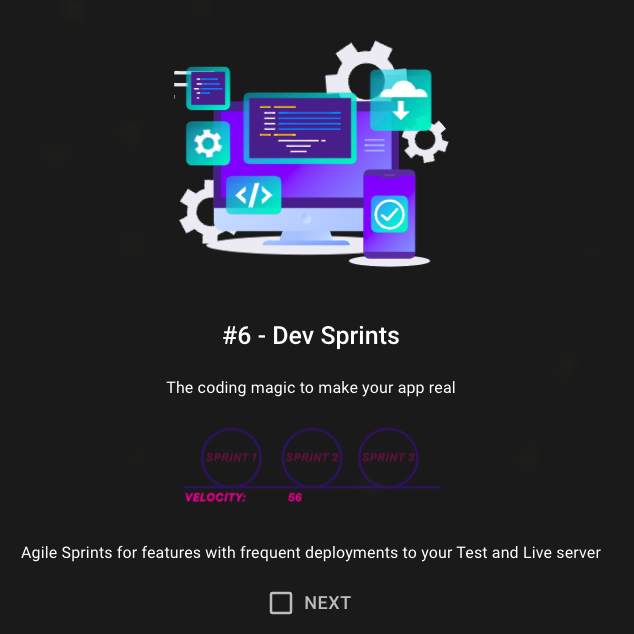 #6 - Dev Sprints
The coding magic to make your app real
SPRINT 1 SPRINT 2 SPRINT 3
VELOCITY: 56
Agile Sprints for features with frequent deployments to your Test and Live server
NEXT